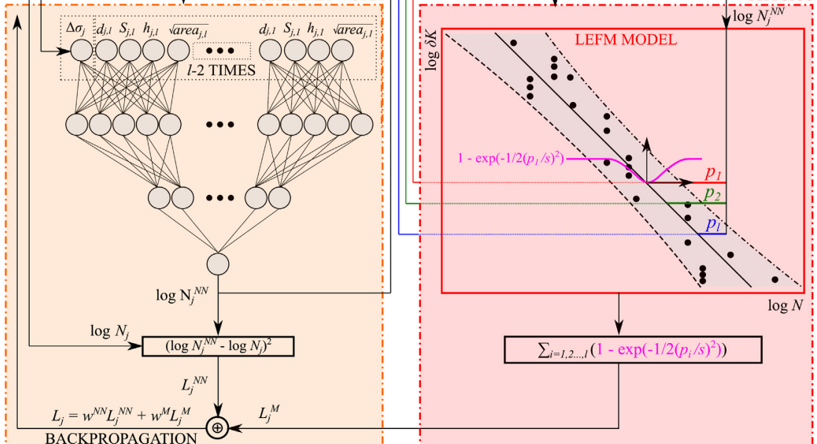 Δσj dj,1 Sj,1 hj,1 √areaj,1 ●●● dj,1 Sj,1 hj,1 √areaj,1
l-2 TIMES
●●●
●●●
log NjNN
log Nj
(log NjNN - log Nj)2
LjNN
Lj = wNNLjNN + wMLjM
⊕
LjM
BACKPROPAGATION
log NjNN
LEFM MODEL
log δK
1 - exp(-1/2(p1/s)2)
p1
p2
pl
log N
∑i=1,2...,l(1 - exp(-1/2(pi/s)2))